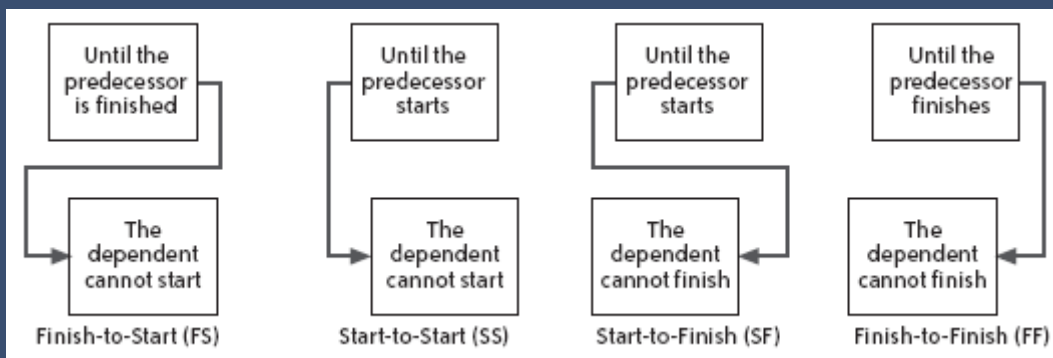 Until the
predecessor
is finished
Until the
predecessor
starts
Until the
predecessor
starts
Until the
predecessor
finishes
The
dependent
cannot start
The
dependent
cannot start
The
dependent
cannot finish
The
dependent
cannot finish
Finish-to-Start (FS)
Start-to-Start (SS)
Start-to-Finish (SF)
Finish-to-Finish (FF)